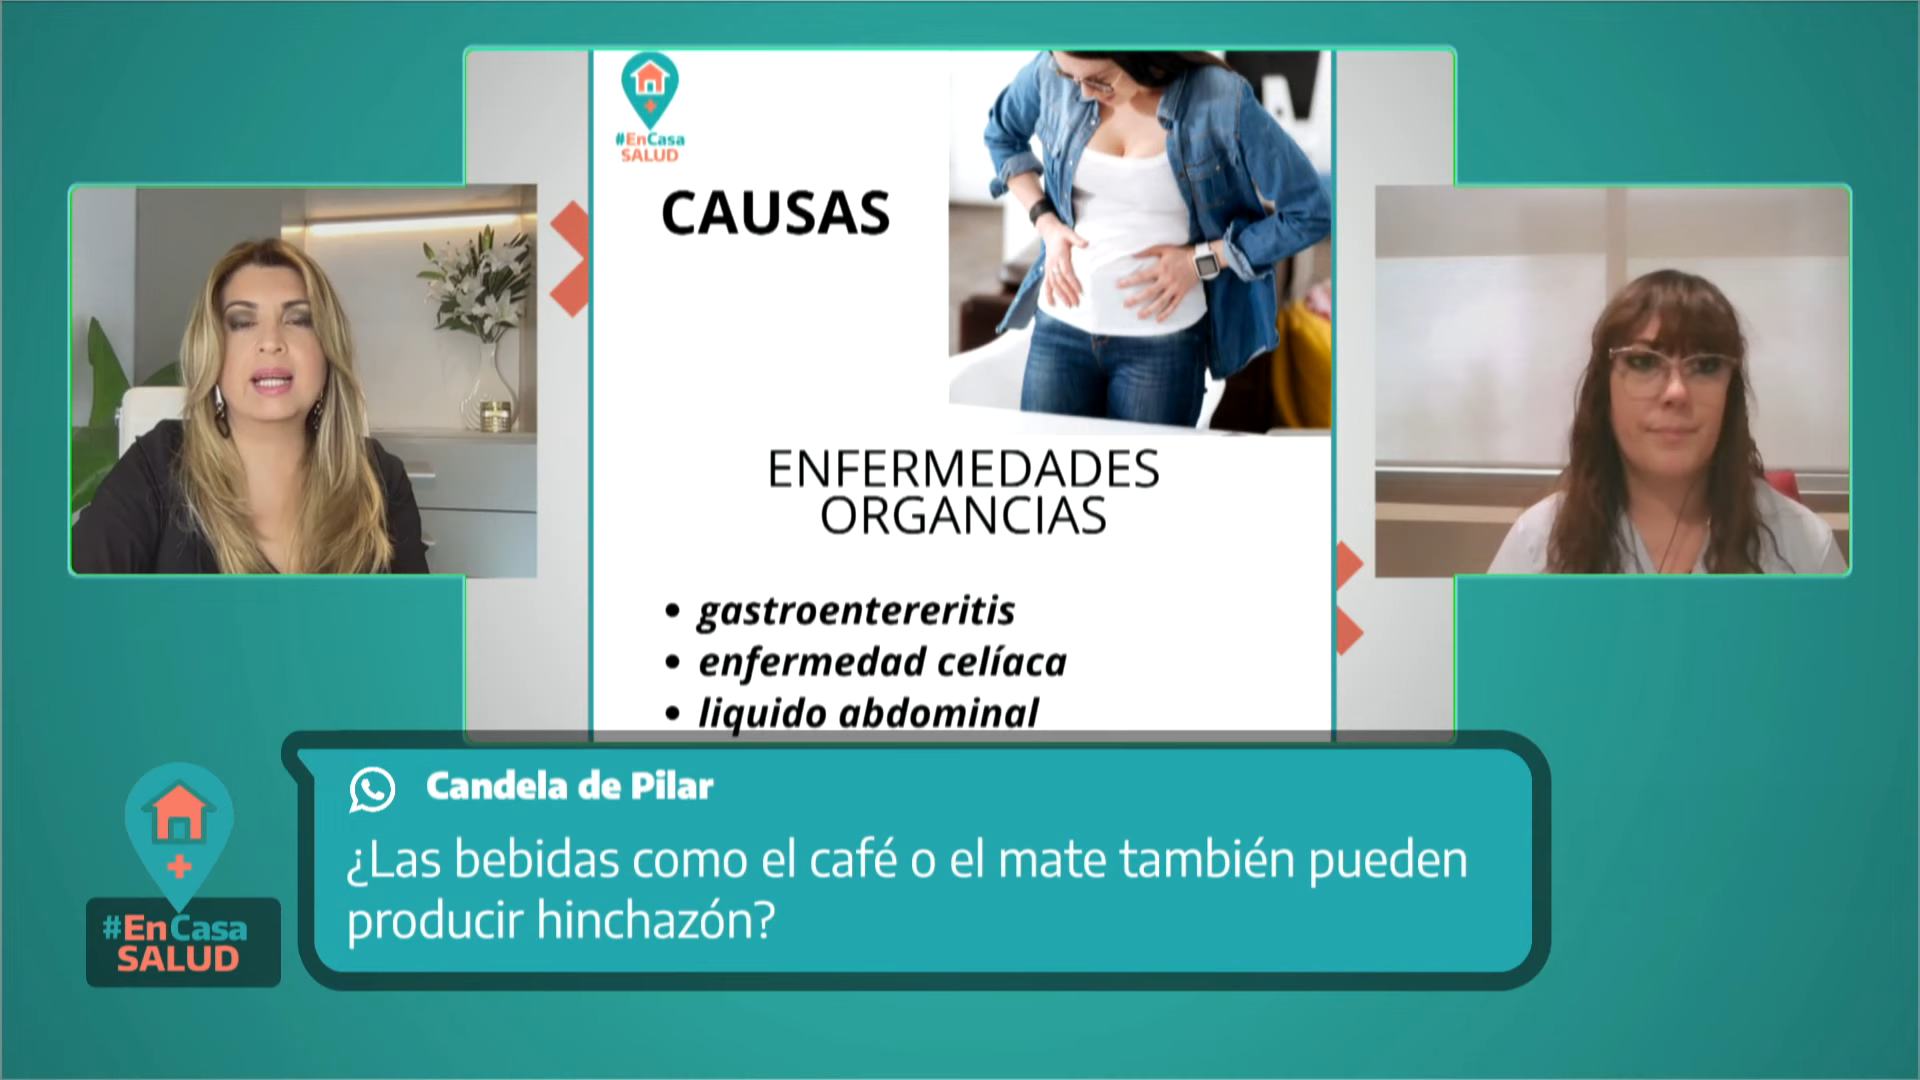 #EnCasa
SALUD
CAUSAS
ENFERMEDADES
ORGANCIAS
• gastroentereritis
• enfermedad celíaca
• liquido abdominal
Candela de Pilar
¿Las bebidas como el café o el mate también pueden
producir hinchazón?
#EnCasa
SALUD